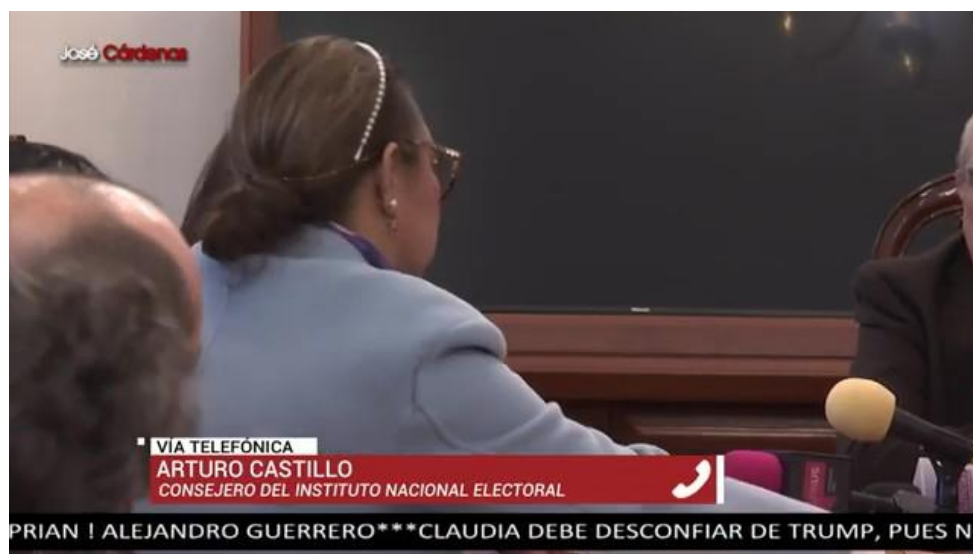 José Cárdenas
VÍA TELEFÓNICA
ARTURO CASTILLO
CONSEJERO DEL INSTITUTO NACIONAL ELECTORAL
PRIAN ! ALEJANDRO GUERRERO***CLAUDIA DEBE DESCONFIAR DE TRUMP, PUES N